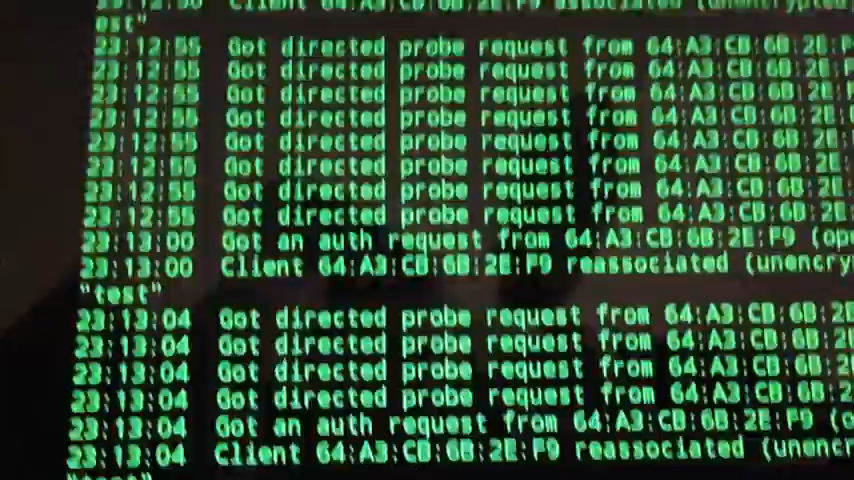 Client 64:A3:CB:6B:2E:F9 reassociated
est"
23:12:55 Got directed probe request from 64:A3:CB:6B:2E:
23:12:55 Got directed probe request from 64:A3:CB:6B:2E:
23:12:55 Got directed probe request from 64:A3:CB:6B:2E:
23:12:55 Got directed probe request from 64:A3:CB:6B:2E:
23:12:55 Got directed probe request from 64:A3:CB:6B:2E:
23:12:55 Got directed probe request from 64:A3:CB:6B:2E
23:12:55 Got directed probe request from 64:A3:CB:6B:2E
23:12:55 Got directed probe request from 64:A3:CB:6B:2E
23:13:00 Got an auth request from 64:A3:CB:6B:2E:F9 (ope
23:13:00 Client 64:A3:CB:6B:2E:F9 reassociated (unencry
"test"
23:13:04 Got directed probe request from 64:A3:CB:6B:2E
23:13:04 Got directed probe request from 64:A3:CB:6B:2E
23:13:04 Got directed probe request from 64:A3:CB:6B:2
23:13:04 Got directed probe request from 64:A3:CB:6B:2
23:13:04 Got an auth request from 64:A3:CB:6B:2E:F9 (o
23:13:04 Client 64:A3:CB:6B:2E:F9 reassociated (unenc
"test"